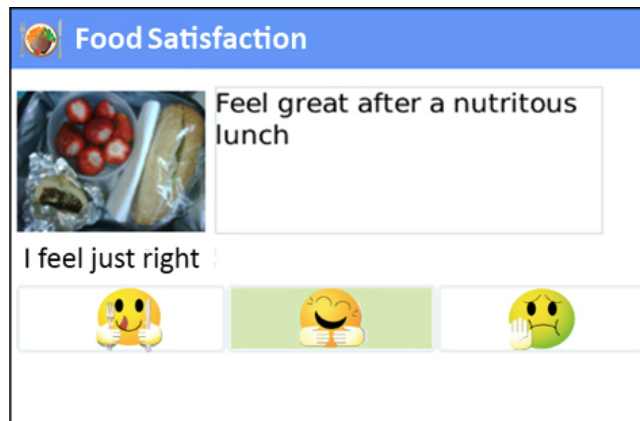 Food Satisfaction
Feel great after a nutritous
lunch
I feel just right